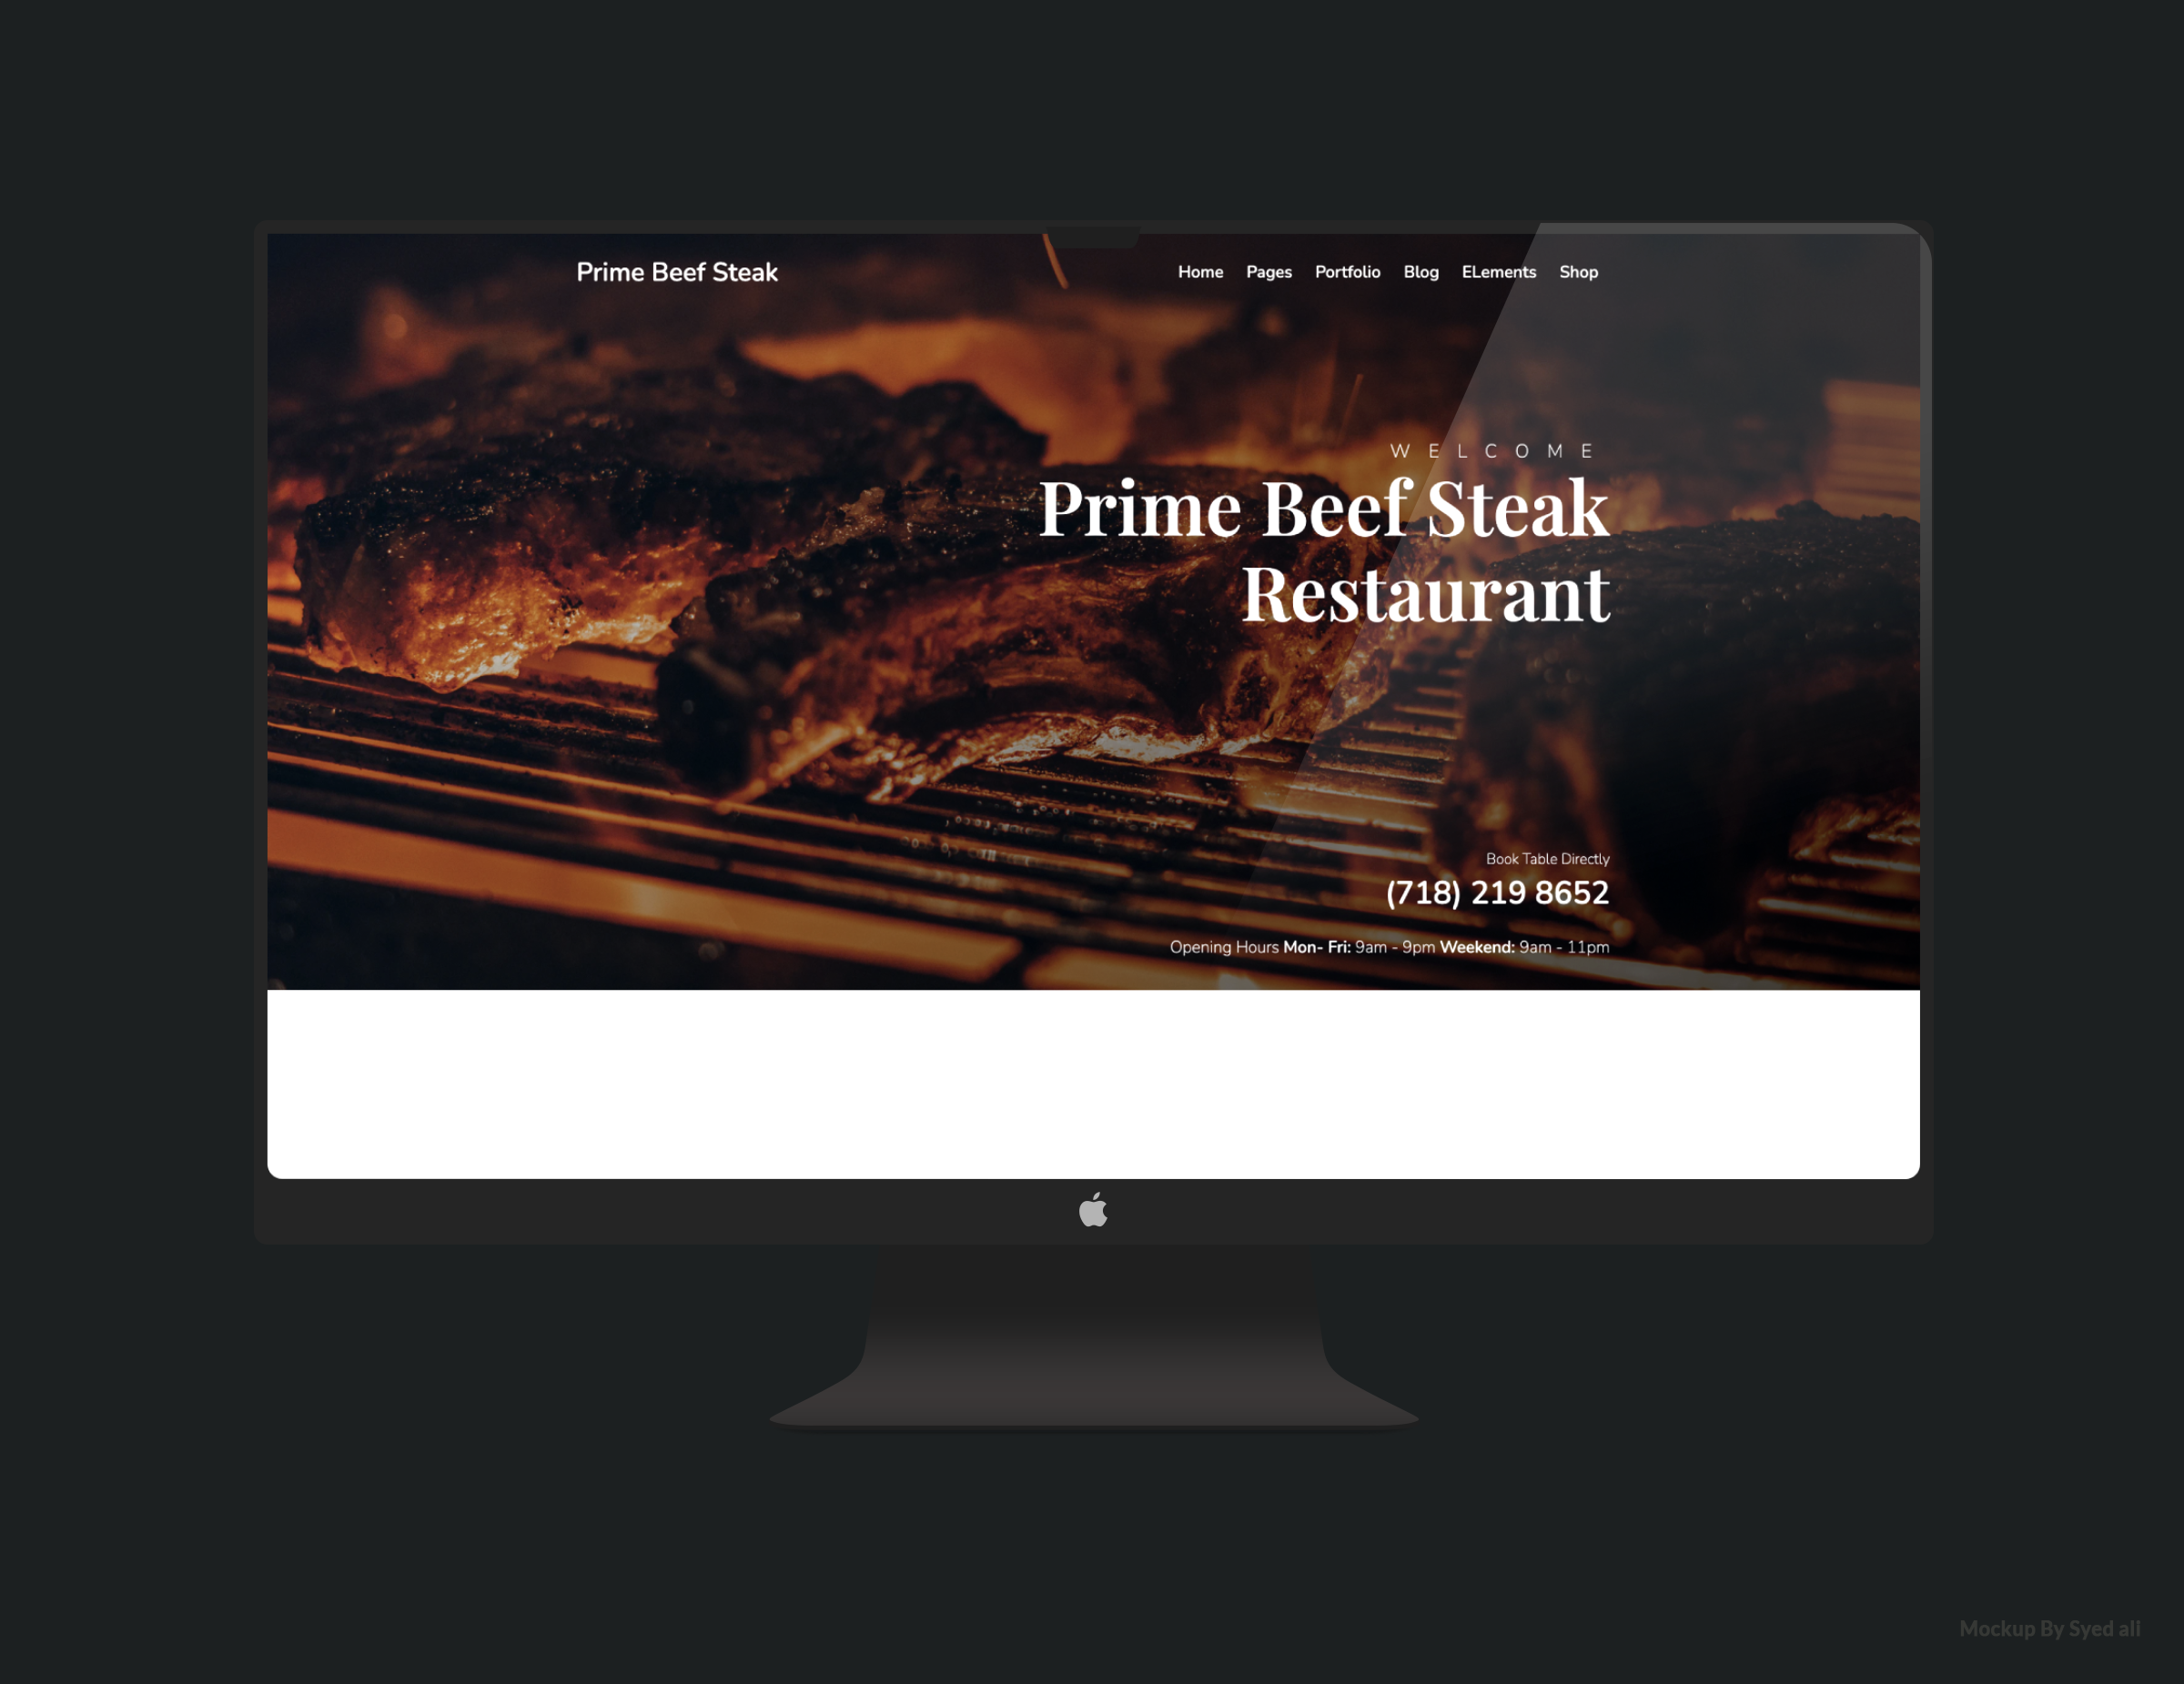 Prime Beef Steak
Home Pages Portfolio Blog ELements Shop
WELCOME
Prime Beef Steak
Restaurant
Book Table Directly
(718) 219 8652
Opening Hours Mon- Fri: 9am - 9pm Weekend: 9am - 11pm
Mockup By Syed ali